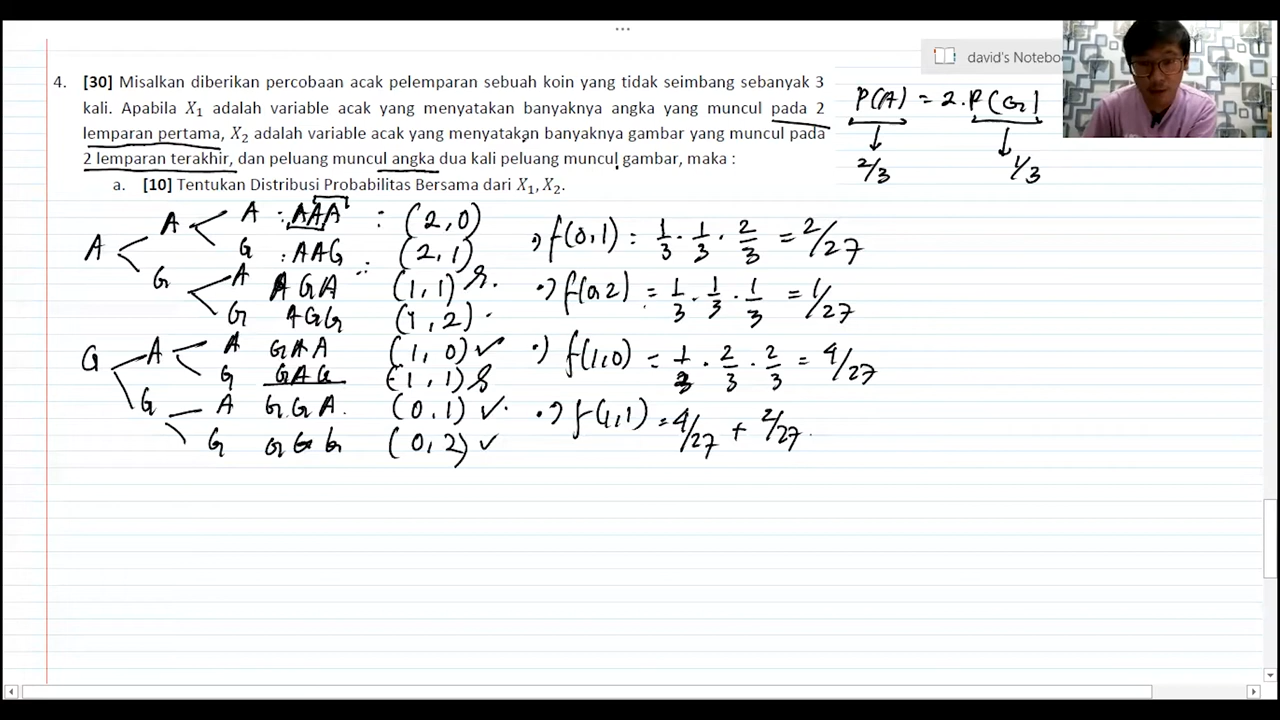 david's Notebo
4. [30] Misalkan diberikan percobaan acak pelemparan sebuah koin yang tidak seimbang sebanyak 3
kali. Apabila X₁ adalah variable acak yang menyatakan banyaknya angka yang muncul pada 2
lemparan pertama, X₂ adalah variable acak yang menyatakan banyaknya gambar yang muncul pada
2 lemparan terakhir, dan peluang muncul angka dua kali peluang muncul gambar, maka :
a. [10] Tentukan Distribusi Probabilitas Bersama dari X₁, X₂.
P(A) = 2. P(G)
2/3 1/3
A A A : AAA : (2,0)
G : AAG : (2,1)
G A AGA (1,1)
G AGG (1,2)
G A A GAA (1,0) ✓
G GAG (1,1)
G A GGA. (0,1) ✓
G GGG (0,2) ✓
f(0,1) = 1/3 . 1/3 . 2/3 = 2/27
f(0,2) = 1/3 . 1/3 . 1/3 = 1/27
f(1,0) = 1/3 . 2/3 . 2/3 = 4/27
f(1,1) = 4/27 + 2/27